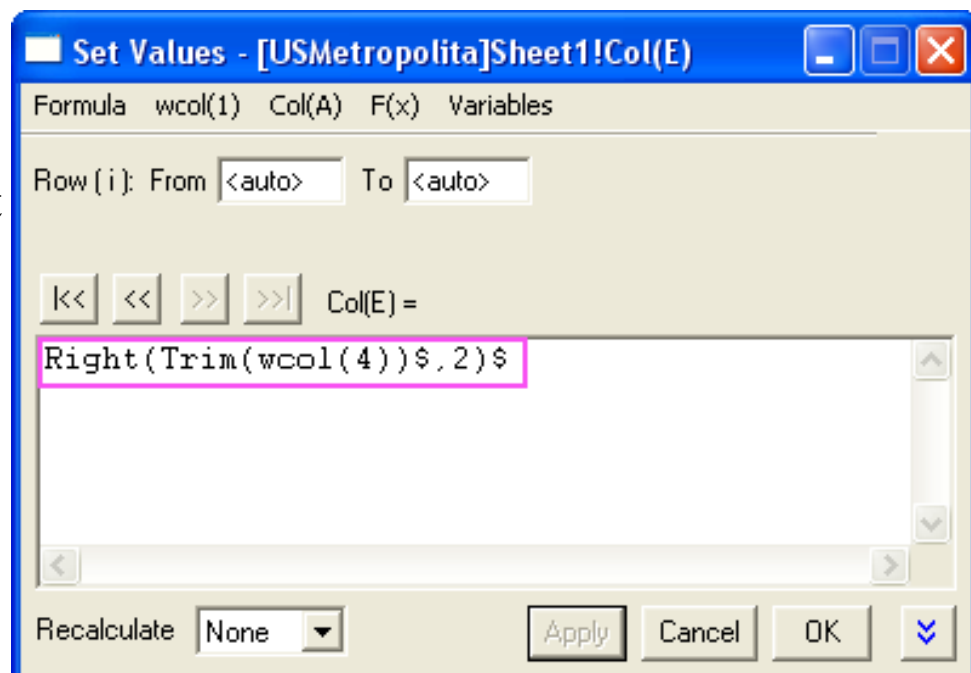 Set Values - [USMetropolita]Sheet1!Col(E)
Formula wcol(1) Col(A) F(x) Variables
Row (i): From <auto> To <auto>
|<< << >> >>| Col(E) =
Right(Trim(wcol(4))$,2)$
Recalculate None Apply Cancel OK